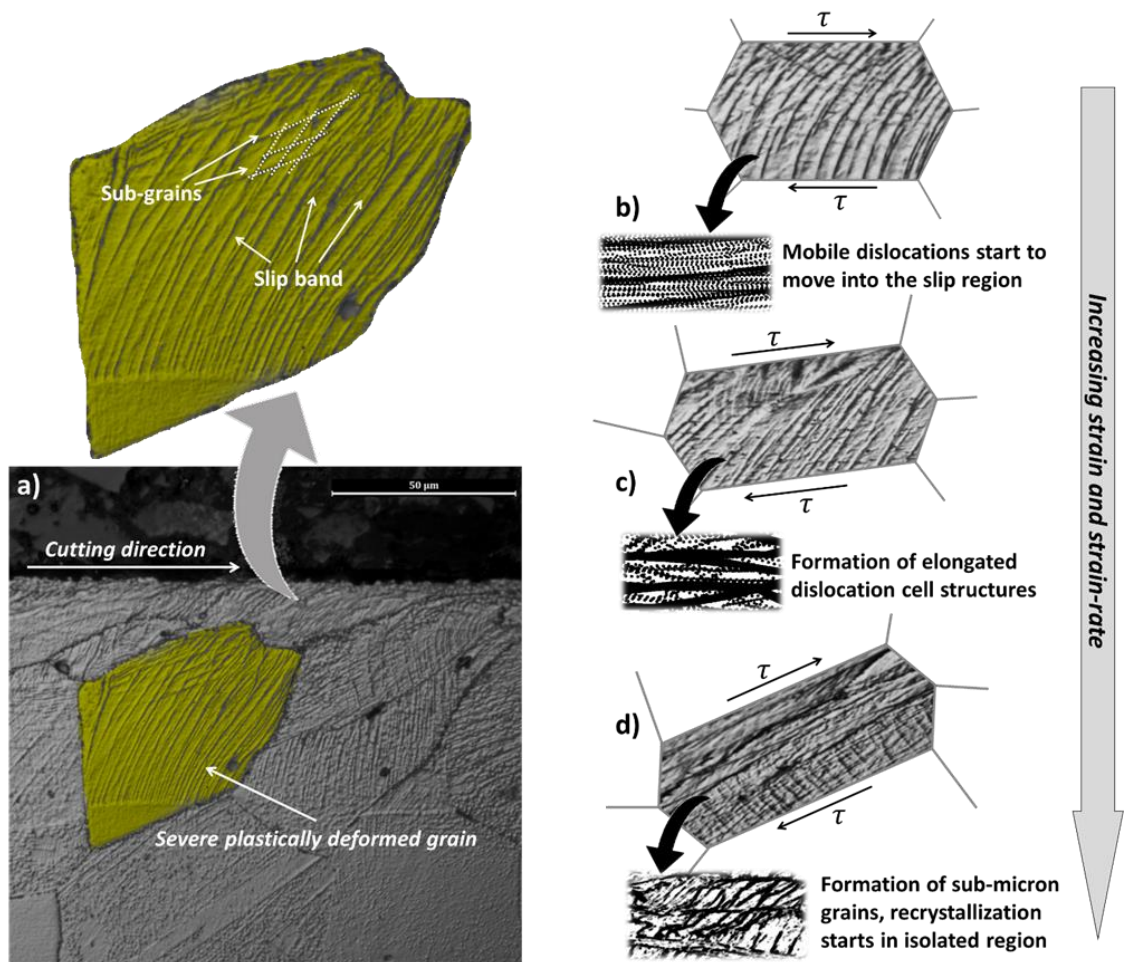 Sub-grains
Slip band
a)
50 µm
Cutting direction
Severe plastically deformed grain
τ
τ
b)
Mobile dislocations start to
move into the slip region
τ
τ
c)
Formation of elongated
dislocation cell structures
τ
τ
d)
Formation of sub-micron
grains, recrystallization
starts in isolated region
Increasing strain and strain-rate